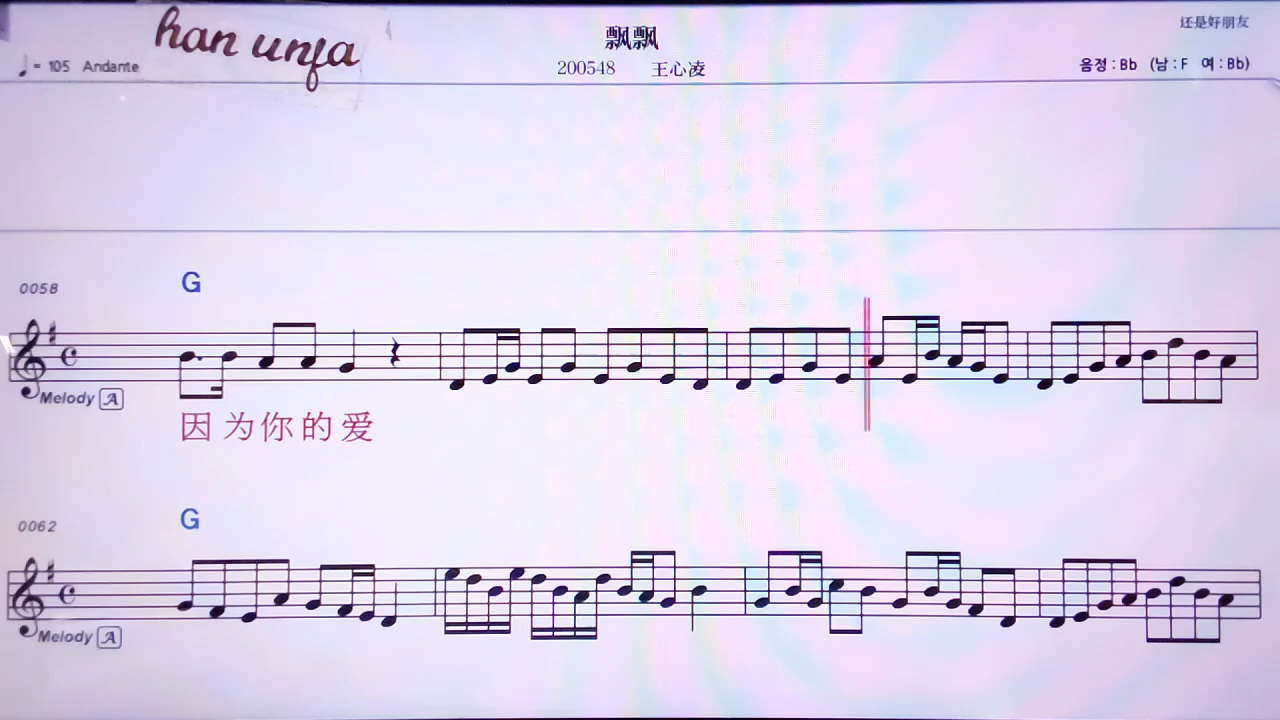 han unfa
飘飘
还是好朋友
♩= 105 Andante
200548 王心凌
음정 : Bb (남 : F 여 : Bb)
G
0058
Melody A
因为你的爱
G
0062
Melody A